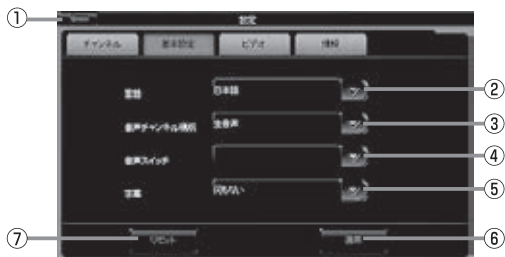 ①
設定
チャンネル 基本設定 ビデオ 情報
言語 日本語 ②
音声チャンネル構成 主音声 ③
音声スイッチ ④
字幕 ⑤
⑦ リセット 適用 ⑥